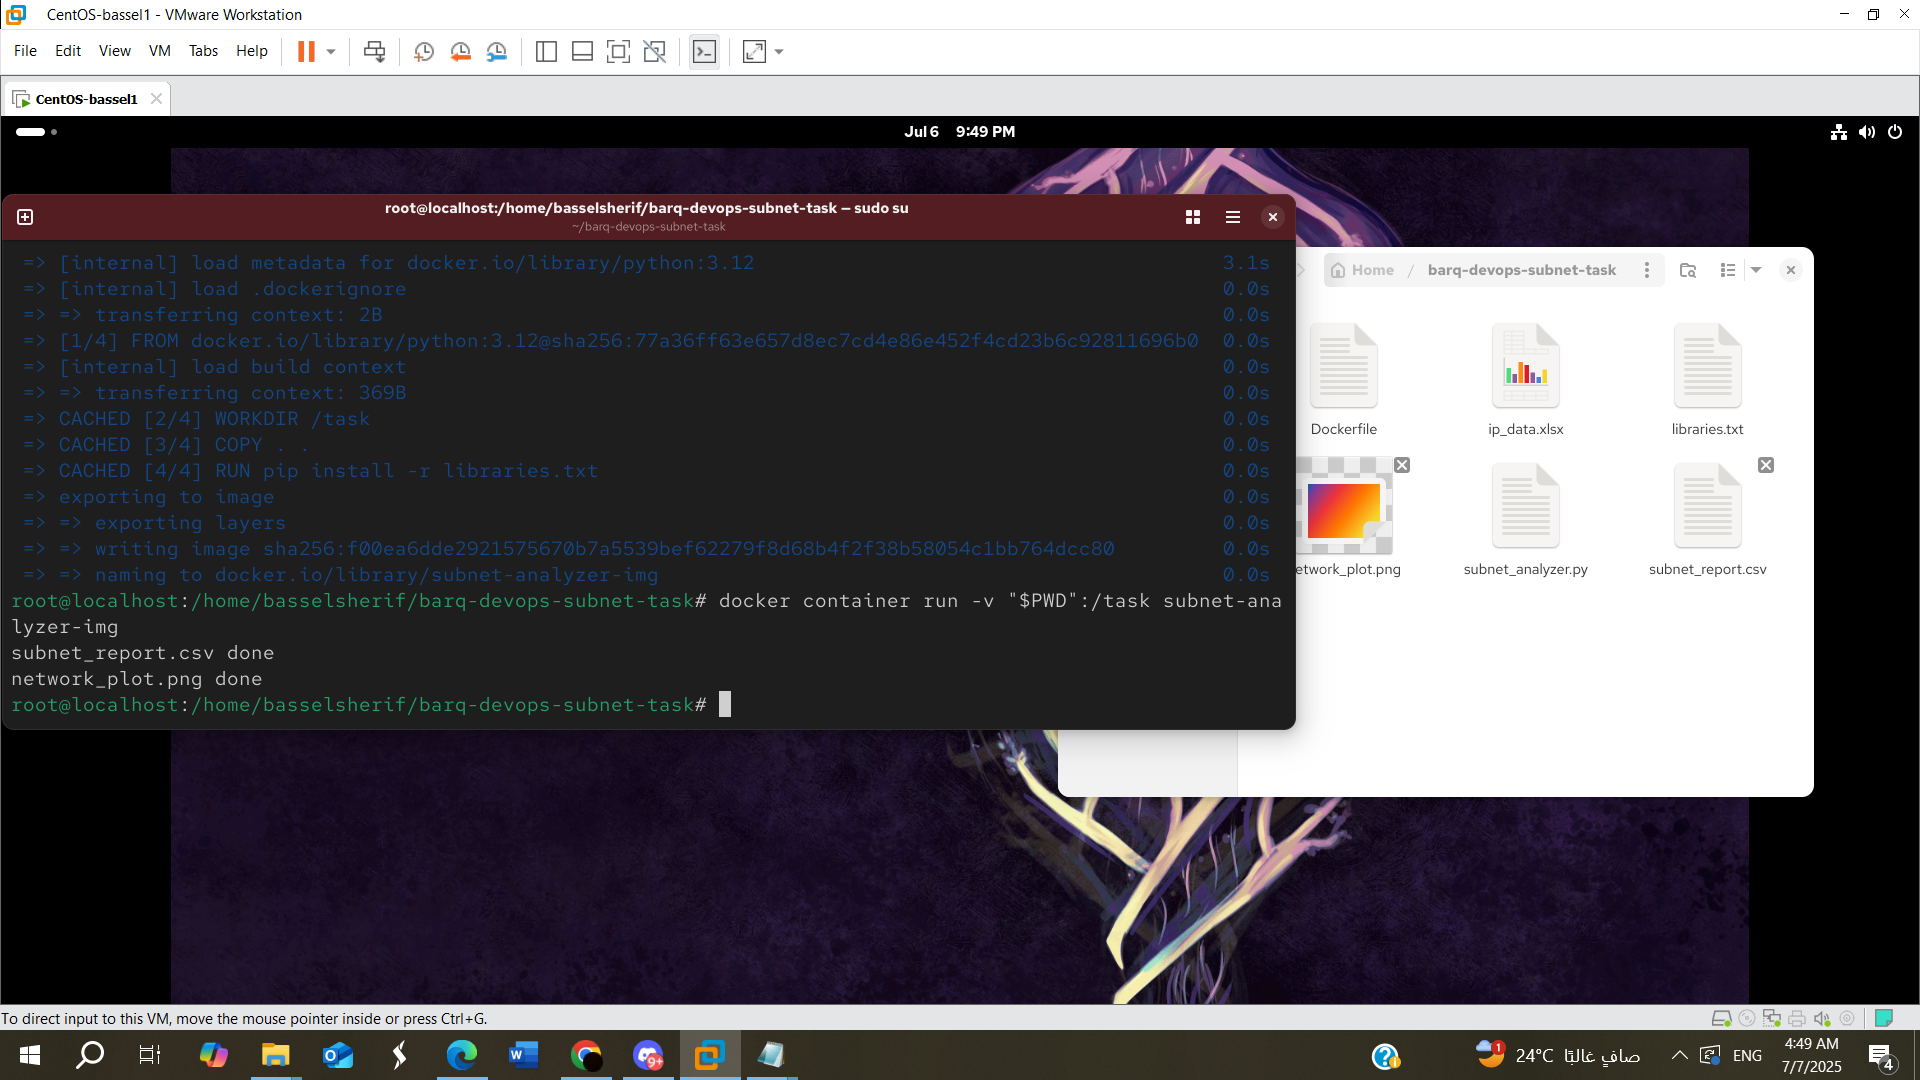 CentOS-bassel1 - VMware Workstation
File Edit View VM Tabs Help
CentOS-bassel1
Jul 6 9:49 PM
root@localhost:/home/basselsherif/barq-devops-subnet-task — sudo su
~/barq-devops-subnet-task
=> [internal] load metadata for docker.io/library/python:3.12 3.1s
=> [internal] load .dockerignore 0.0s
=> => transferring context: 2B 0.0s
=> [1/4] FROM docker.io/library/python:3.12@sha256:77a36ff63e657d8ec7cd4e86e452f4cd23b6c92811696b0 0.0s
=> [internal] load build context 0.0s
=> => transferring context: 369B 0.0s
=> CACHED [2/4] WORKDIR /task 0.0s
=> CACHED [3/4] COPY . . 0.0s
=> CACHED [4/4] RUN pip install -r libraries.txt 0.0s
=> exporting to image 0.0s
=> => exporting layers 0.0s
=> => writing image sha256:f00ea6dde2921575670b7a5539bef62279f8d68b4f2f38b58054c1bb764dcc80 0.0s
=> => naming to docker.io/library/subnet-analyzer-img 0.0s
root@localhost:/home/basselsherif/barq-devops-subnet-task# docker container run -v "$PWD":/task subnet-ana
lyzer-img
subnet_report.csv done
network_plot.png done
root@localhost:/home/basselsherif/barq-devops-subnet-task#
Home / barq-devops-subnet-task
Dockerfile
ip_data.xlsx
libraries.txt
etwork_plot.png
subnet_analyzer.py
subnet_report.csv
To direct input to this VM, move the mouse pointer inside or press Ctrl+G.
9+
1
24°C صافٍ غالبًا
ENG
4:49 AM
7/7/2025
4